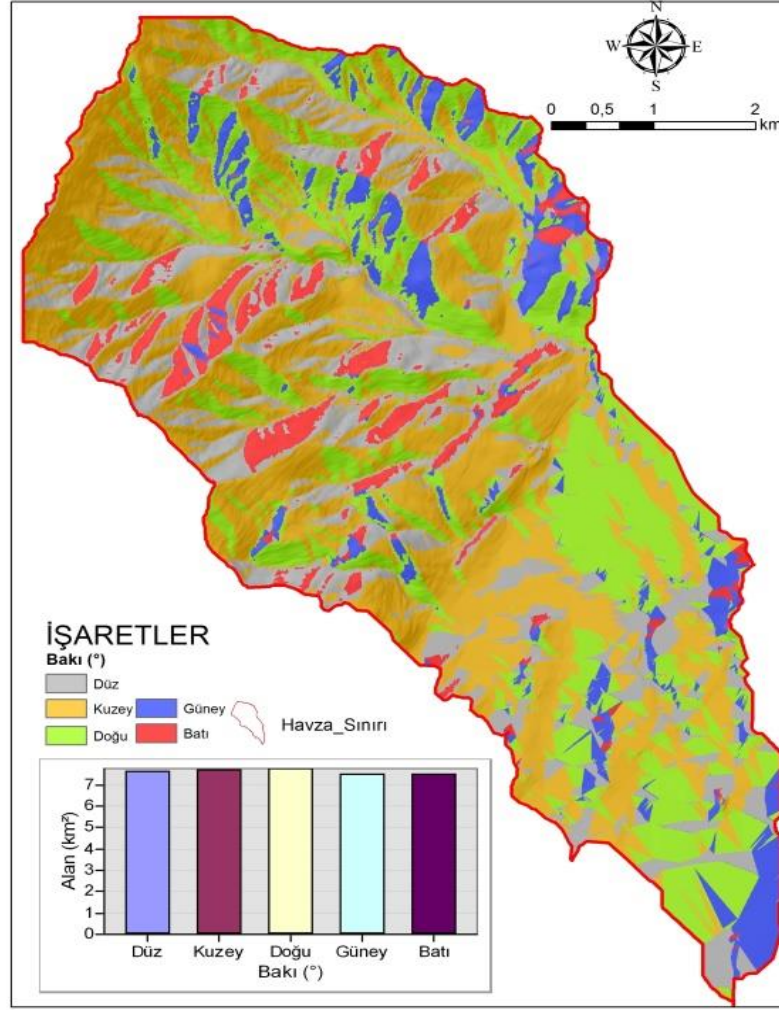 N
W E
S
0 0,5 1 2
km
İŞARETLER
Bakı (°)
Düz
Kuzey Güney
Doğu Batı
Havza_Sınırı
7
6
5
4
3
2
1
0
Alan (km²)
Düz Kuzey Doğu Güney Batı
Bakı (°)